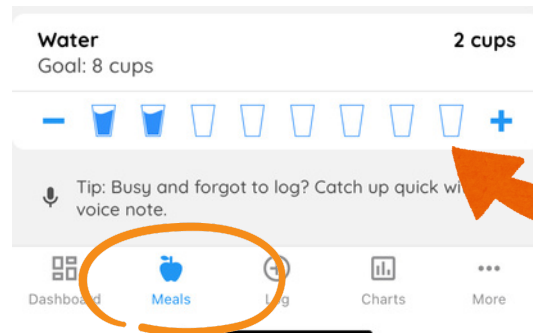 Water
2 cups
Goal: 8 cups
Tip: Busy and forgot to log? Catch up quick
voice note.
Dashboard
Meals
Charts
More